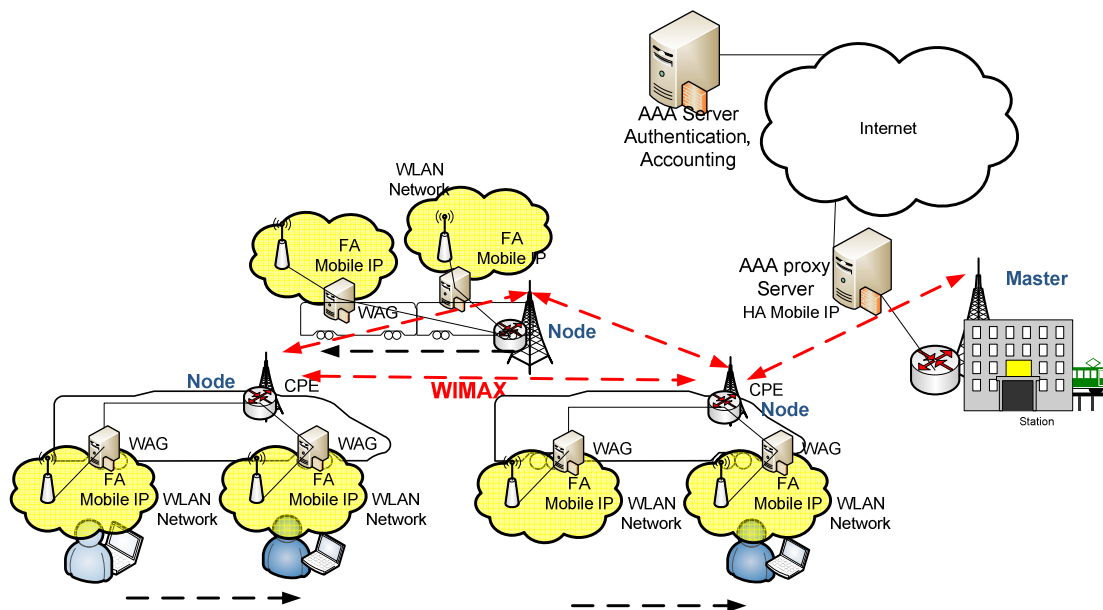 AAA Server
Authentication,
Accounting
Internet
WLAN
Network
FA
Mobile IP
FA
Mobile IP
WAG
AAA proxy
Server
HA Mobile IP
Master
Node
Node
CPE
WIMAX
CPE
Node
Station
WAG
WAG
WAG
WAG
FA
Mobile IP
WLAN
Network
FA
Mobile IP
WLAN
Network
FA
Mobile IP
WLAN
Network
FA
Mobile IP
WLAN
Network